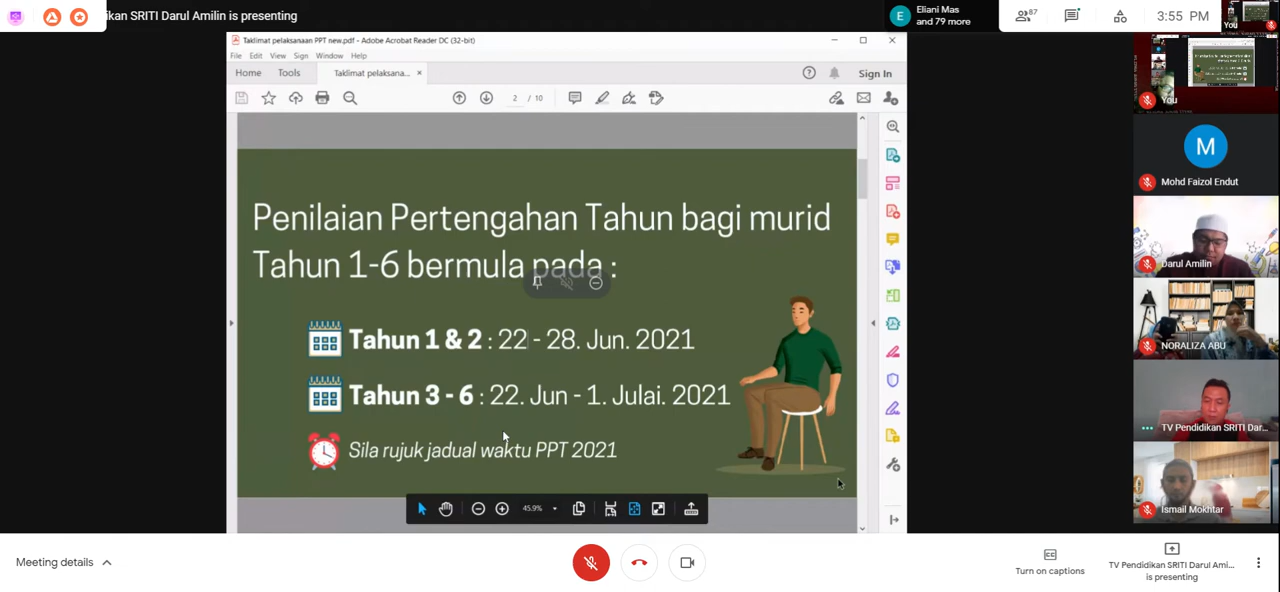 dikan SRITI Darul Amilin is presenting
Eliani Mas
and 79 more
E
87
3:55 PM
You
Taklimat pelaksanaan PPT new.pdf - Adobe Acrobat Reader DC (32-bit)
File Edit View Sign Window Help
Home Tools Taklimat pelaksana... × Sign In
2 / 10
Penilaian Pertengahan Tahun bagi murid
Tahun 1-6 bermula pada :
Tahun 1 & 2 : 22 - 28. Jun. 2021
Tahun 3 - 6 : 22. Jun - 1. Julai. 2021
Sila rujuk jadual waktu PPT 2021
45.9%
You
M
Mohd Faizol Endut
Darul Amilin
NORALIZA ABU
TV Pendidikan SRITI Dar...
Ismail Mokhtar
Meeting details
Turn on captions
TV Pendidikan SRITI Darul Ami...
is presenting